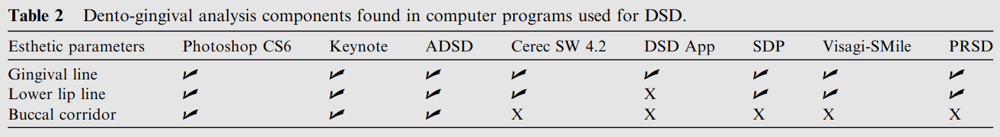 Table 2 Dento-gingival analysis components found in computer programs used for DSD.
Esthetic parameters Photoshop CS6 Keynote ADSD Cerec SW 4.2 DSD App SDP Visagi-SMile PRSD
Gingival line ✓ ✓ ✓ ✓ ✓ ✓ ✓ ✓
Lower lip line ✓ ✓ ✓ ✓ X ✓ ✓ ✓
Buccal corridor ✓ ✓ ✓ X X X X X